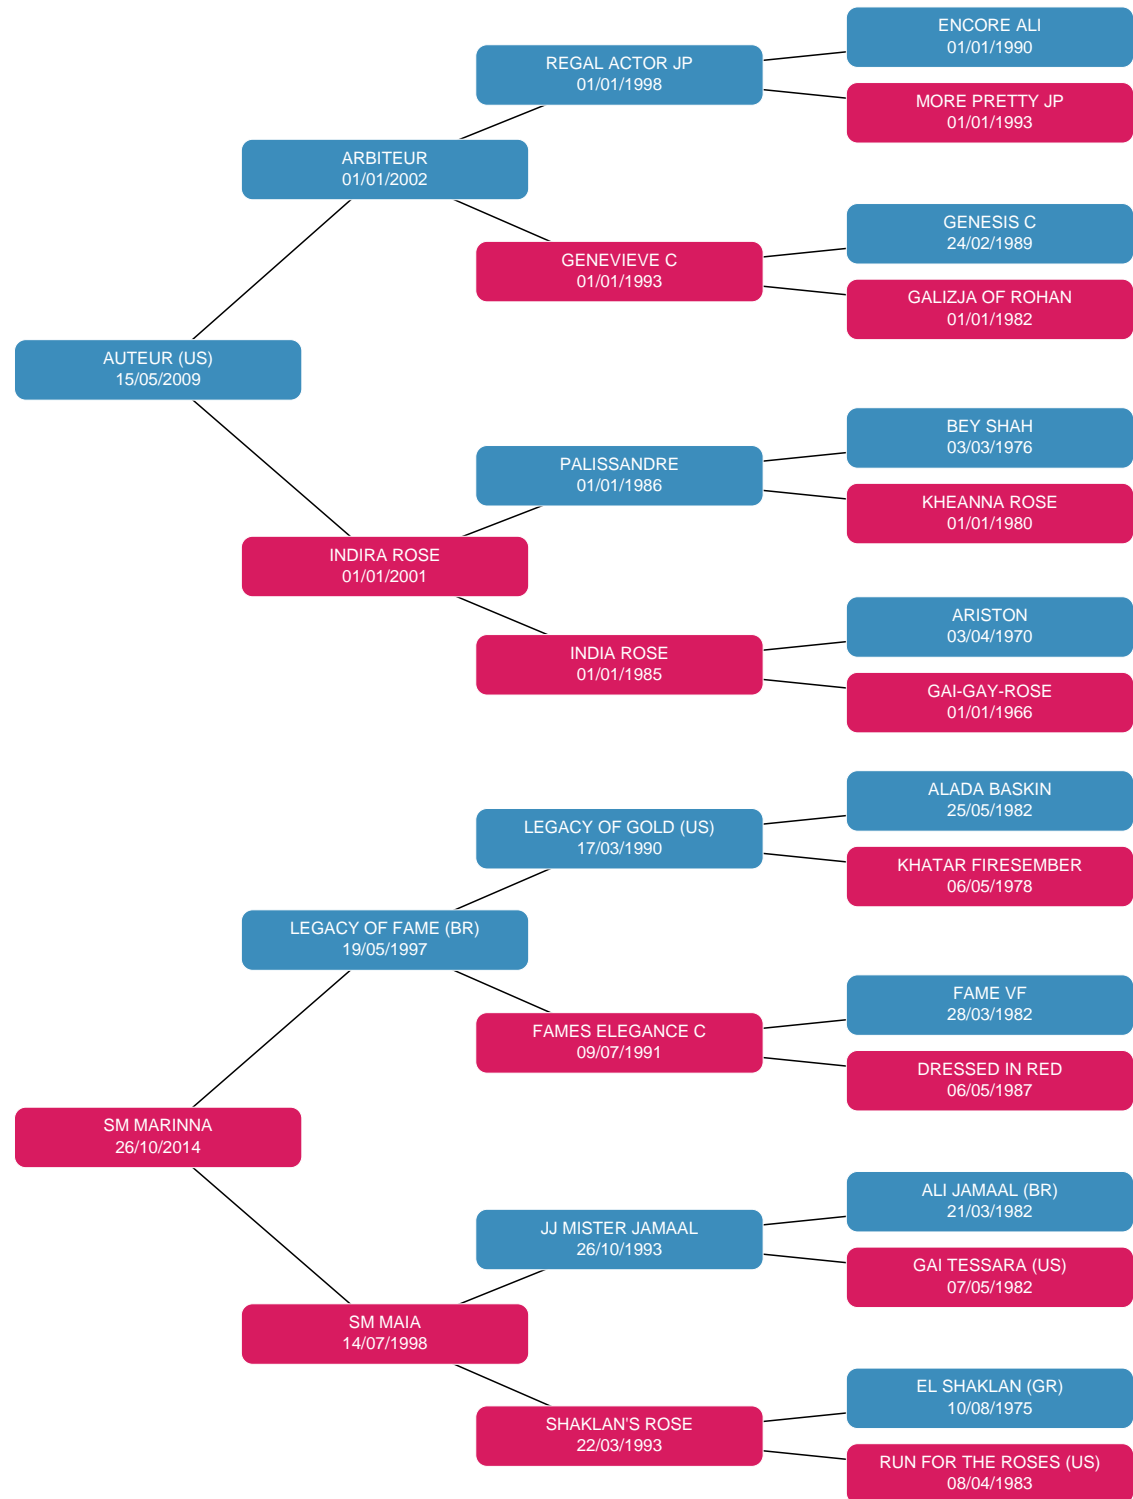 ENCORE ALI
01/01/1990
REGAL ACTOR JP
01/01/1998
MORE PRETTY JP
01/01/1993
ARBITEUR
01/01/2002
GENESIS C
24/02/1989
GENEVIEVE C
01/01/1993
GALIZJA OF ROHAN
01/01/1982
AUTEUR (US)
15/05/2009
BEY SHAH
03/03/1976
PALISSANDRE
01/01/1986
KHEANNA ROSE
01/01/1980
INDIRA ROSE
01/01/2001
ARISTON
03/04/1970
INDIA ROSE
01/01/1985
GAI-GAY-ROSE
01/01/1966
ALADA BASKIN
25/05/1982
LEGACY OF GOLD (US)
17/03/1990
KHATAR FIRESEMBER
06/05/1978
LEGACY OF FAME (BR)
19/05/1997
FAME VF
28/03/1982
FAMES ELEGANCE C
09/07/1991
DRESSED IN RED
06/05/1987
SM MARINNA
26/10/2014
ALI JAMAAL (BR)
21/03/1982
JJ MISTER JAMAAL
26/10/1993
GAI TESSARA (US)
07/05/1982
SM MAIA
14/07/1998
EL SHAKLAN (GR)
10/08/1975
SHAKLAN'S ROSE
22/03/1993
RUN FOR THE ROSES (US)
08/04/1983